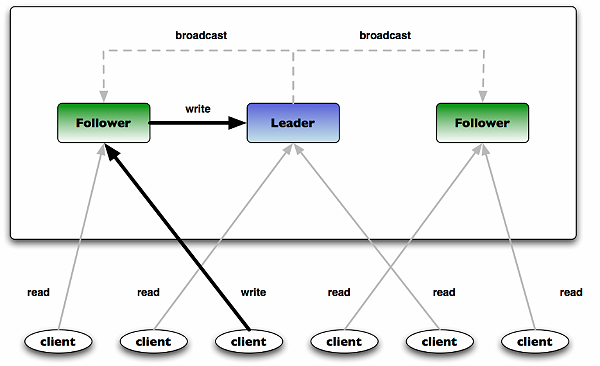 broadcast broadcast
write
Follower Leader Follower
read read write read read read
client client client client client client